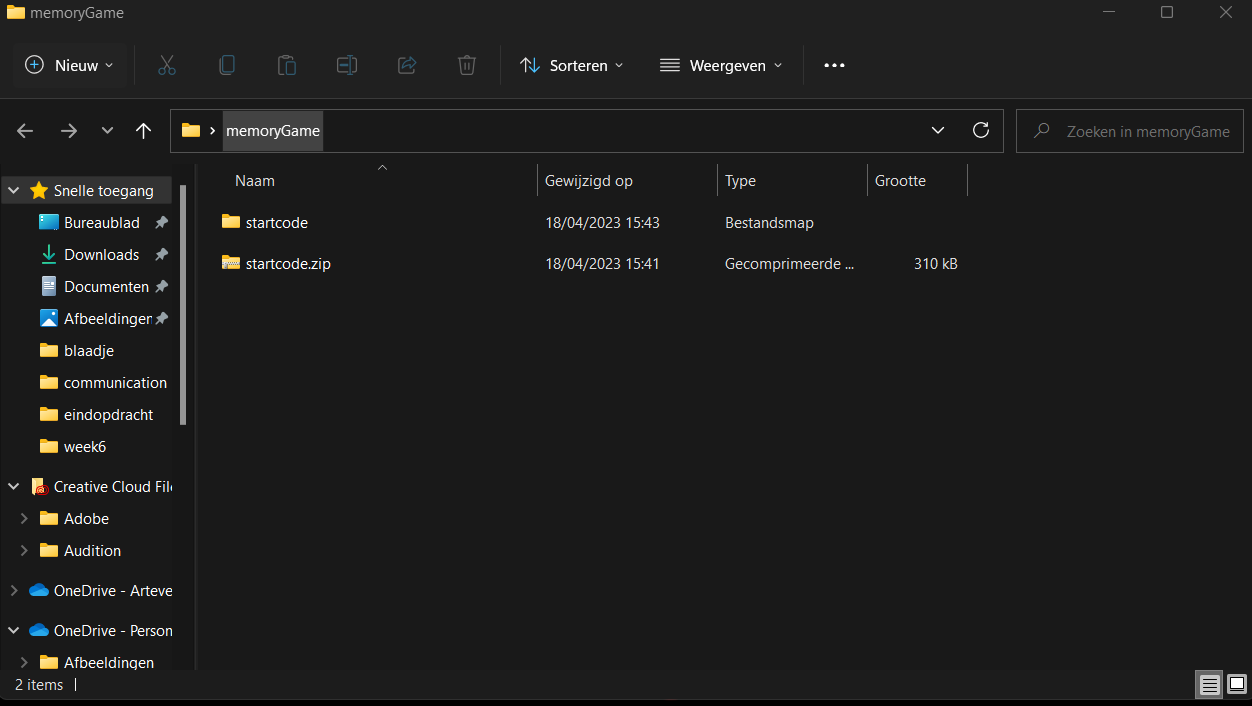 memoryGame
Nieuw
Sorteren
Weergeven
memoryGame
Zoeken in memoryGame
Naam Gewijzigd op Type Grootte
startcode 18/04/2023 15:43 Bestandsmap
startcode.zip 18/04/2023 15:41 Gecomprimeerde ... 310 kB
Snelle toegang
Bureaublad
Downloads
Documenten
Afbeeldingen
blaadje
communication
eindopdracht
week6
Creative Cloud File
Adobe
Audition
OneDrive - Arteve
OneDrive - Person
Afbeeldingen
2 items